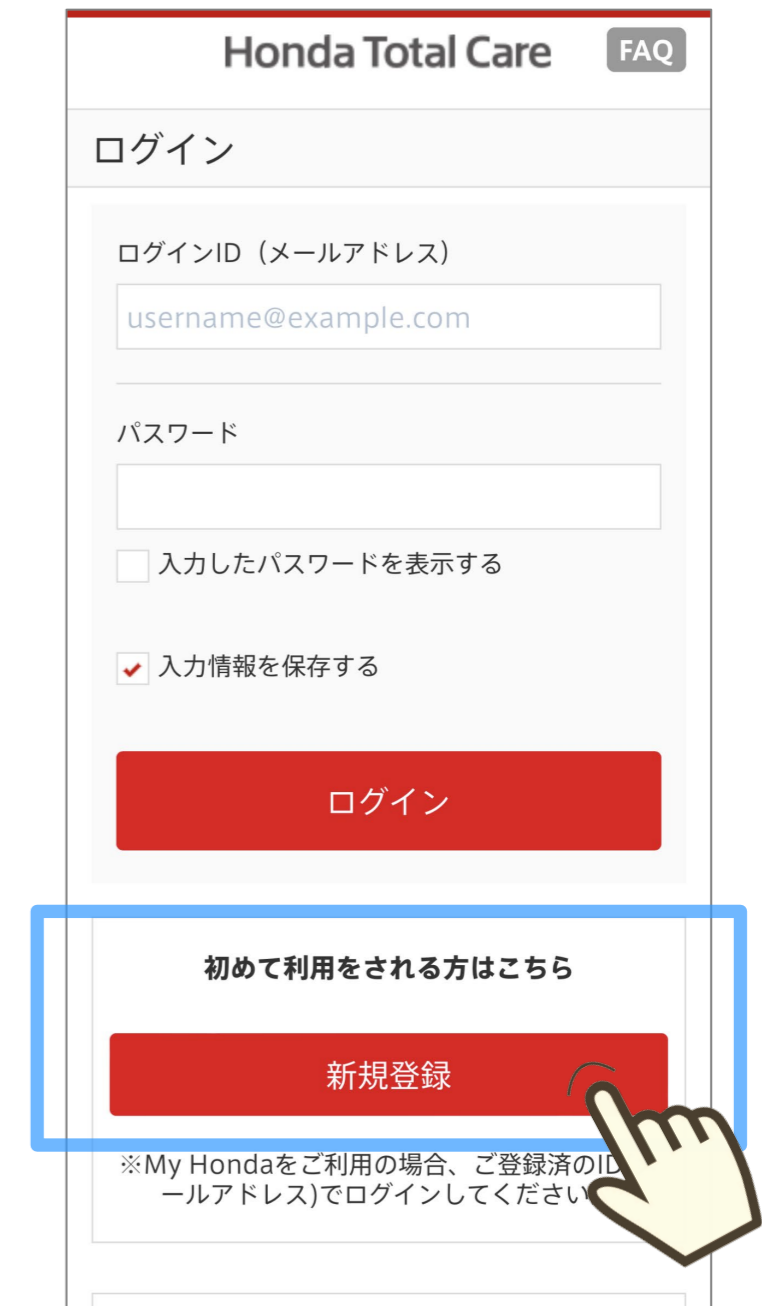 Honda Total Care
FAQ
ログイン
ログインID（メールアドレス）
username@example.com
パスワード
入力したパスワードを表示する
入力情報を保存する
ログイン
初めて利用をされる方はこちら
新規登録
※My Hondaをご利用の場合、ご登録済のID
ールアドレス)でログインしてください